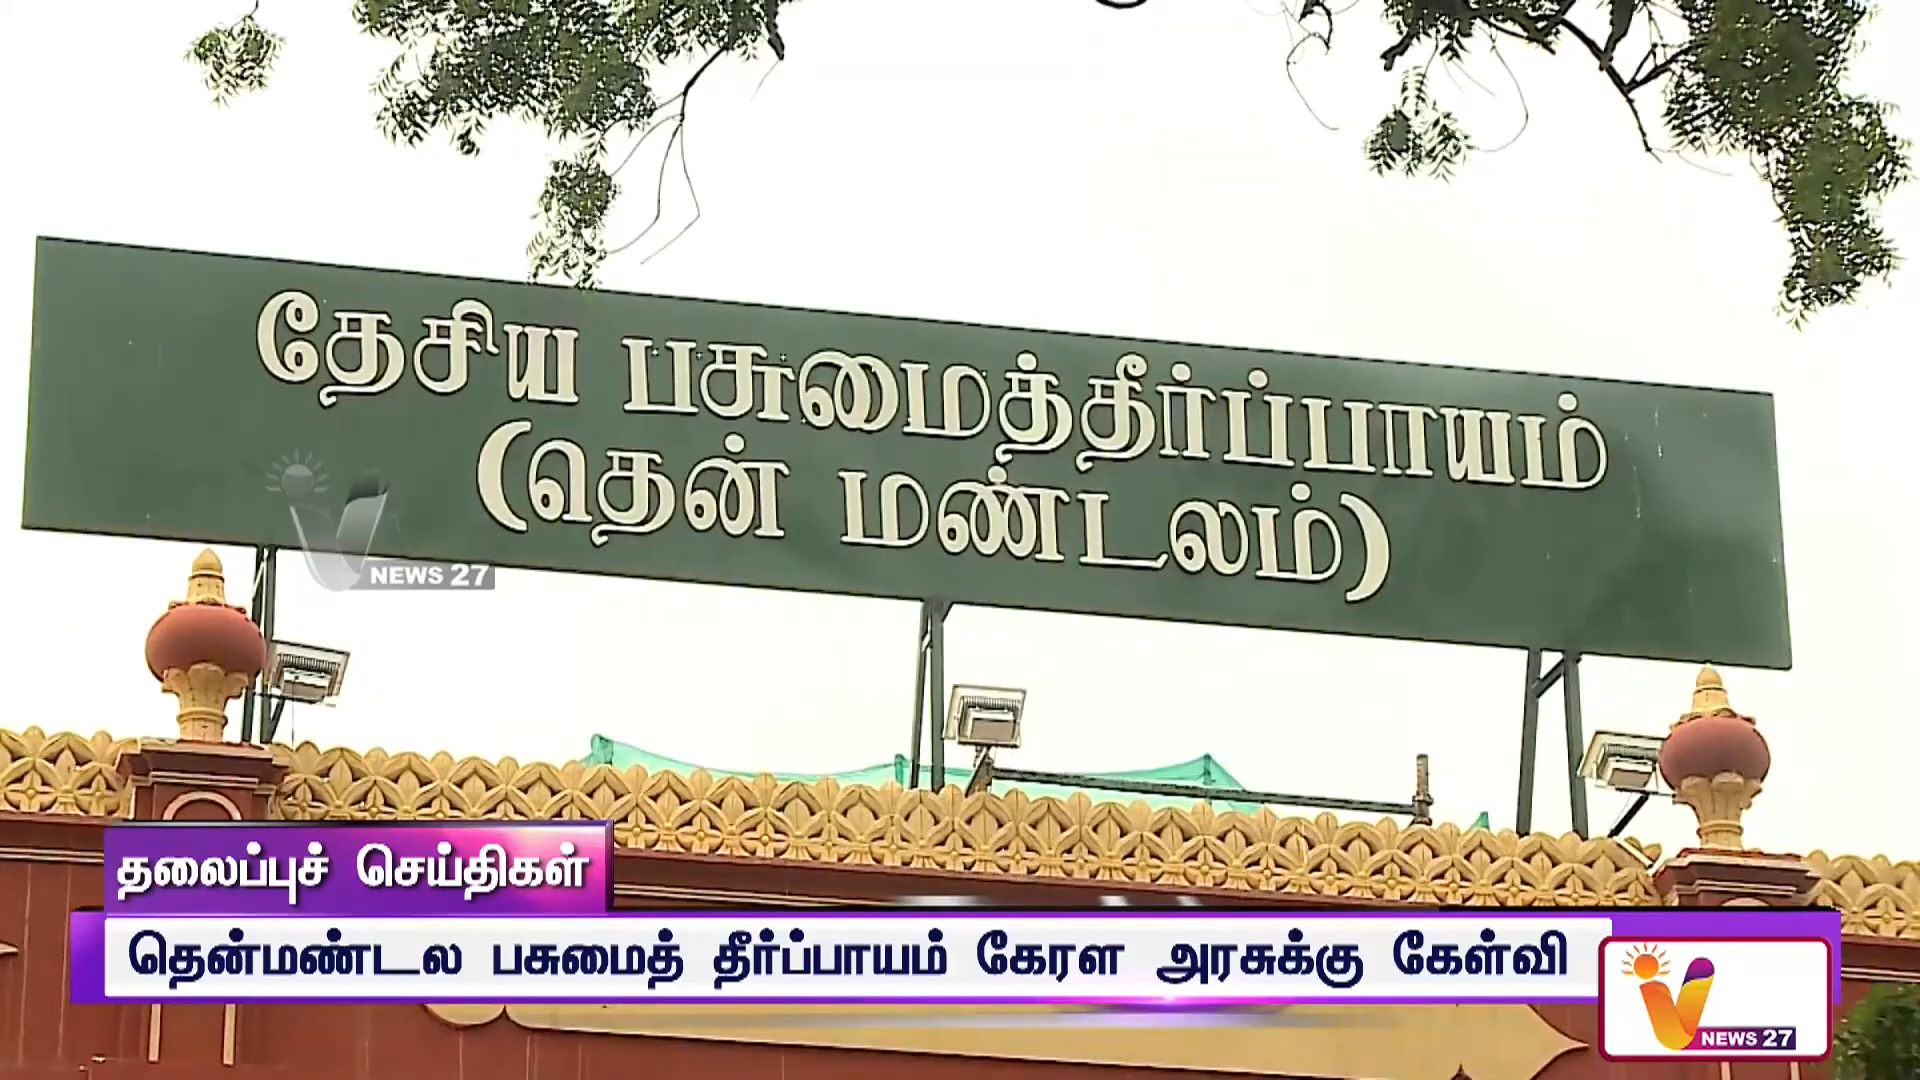 தேசிய பசுமைத்தீர்ப்பாயம்
(தென் மண்டலம்)
NEWS 27
தலைப்புச் செய்திகள்
தென்மண்டல பசுமைத் தீர்ப்பாயம் கேரள அரசுக்கு கேள்வி
NEWS 27